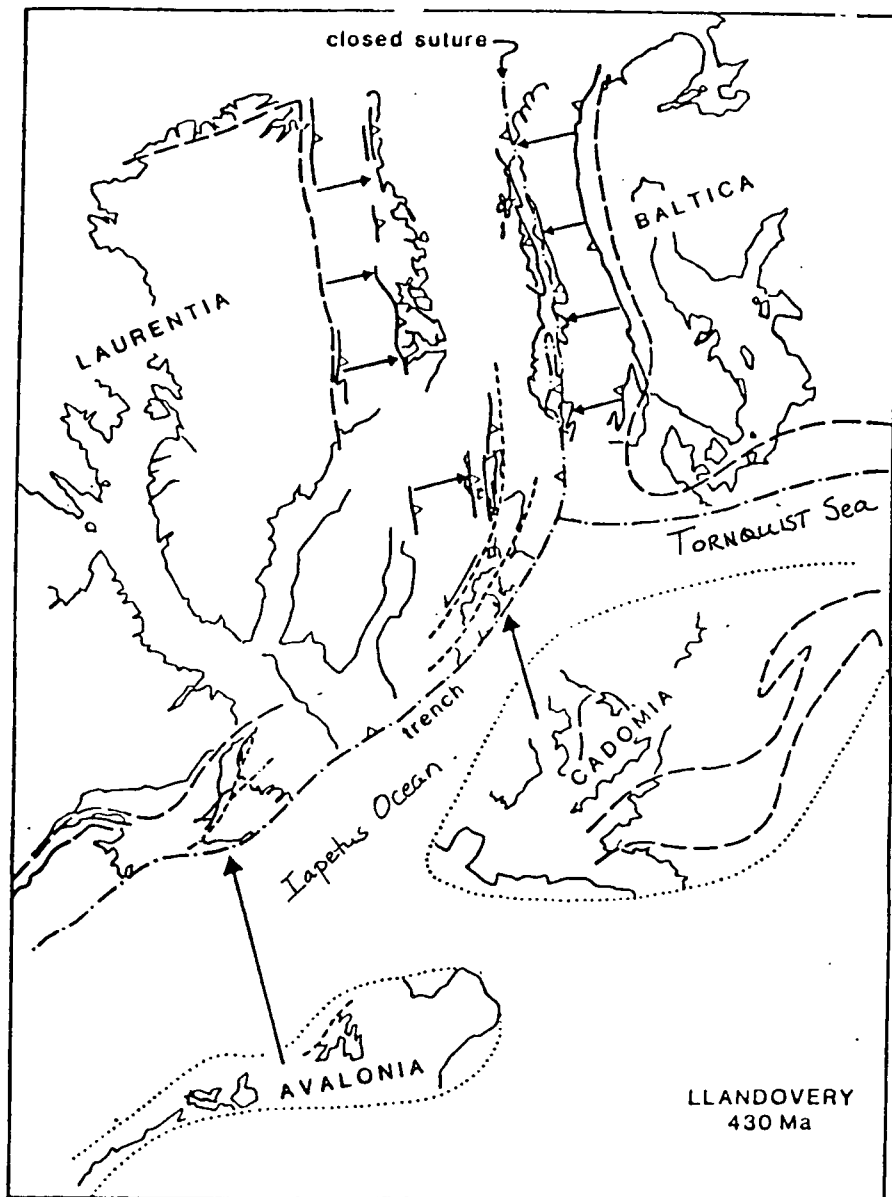 closed suture
BALTICA
LAURENTIA
TORNQUIST Sea
trench
CADOMIA
Iapetus Ocean
AVALONIA
LLANDOVERY
430 Ma